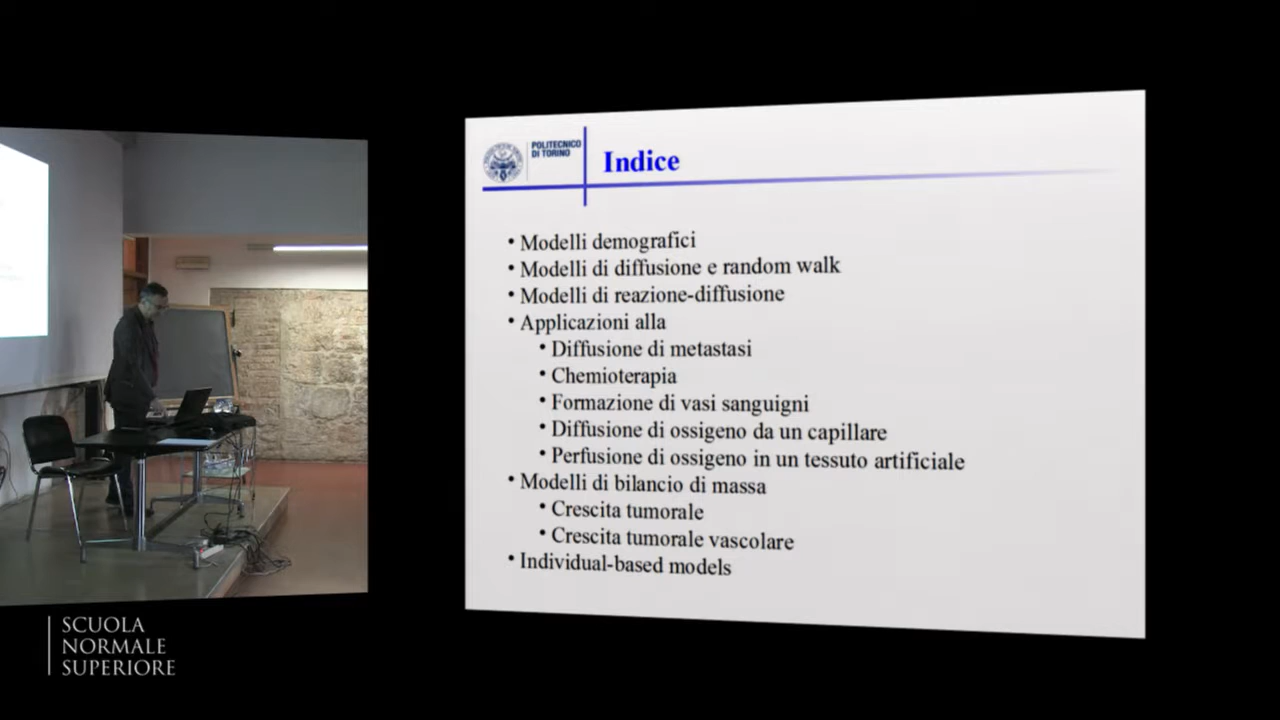 POLITECNICO
DI TORINO
Indice
• Modelli demografici
• Modelli di diffusione e random walk
• Modelli di reazione-diffusione
• Applicazioni alla
• Diffusione di metastasi
• Chemioterapia
• Formazione di vasi sanguigni
• Diffusione di ossigeno da un capillare
• Perfusione di ossigeno in un tessuto artificiale
• Modelli di bilancio di massa
• Crescita tumorale
• Crescita tumorale vascolare
• Individual-based models
SCUOLA
NORMALE
SUPERIORE